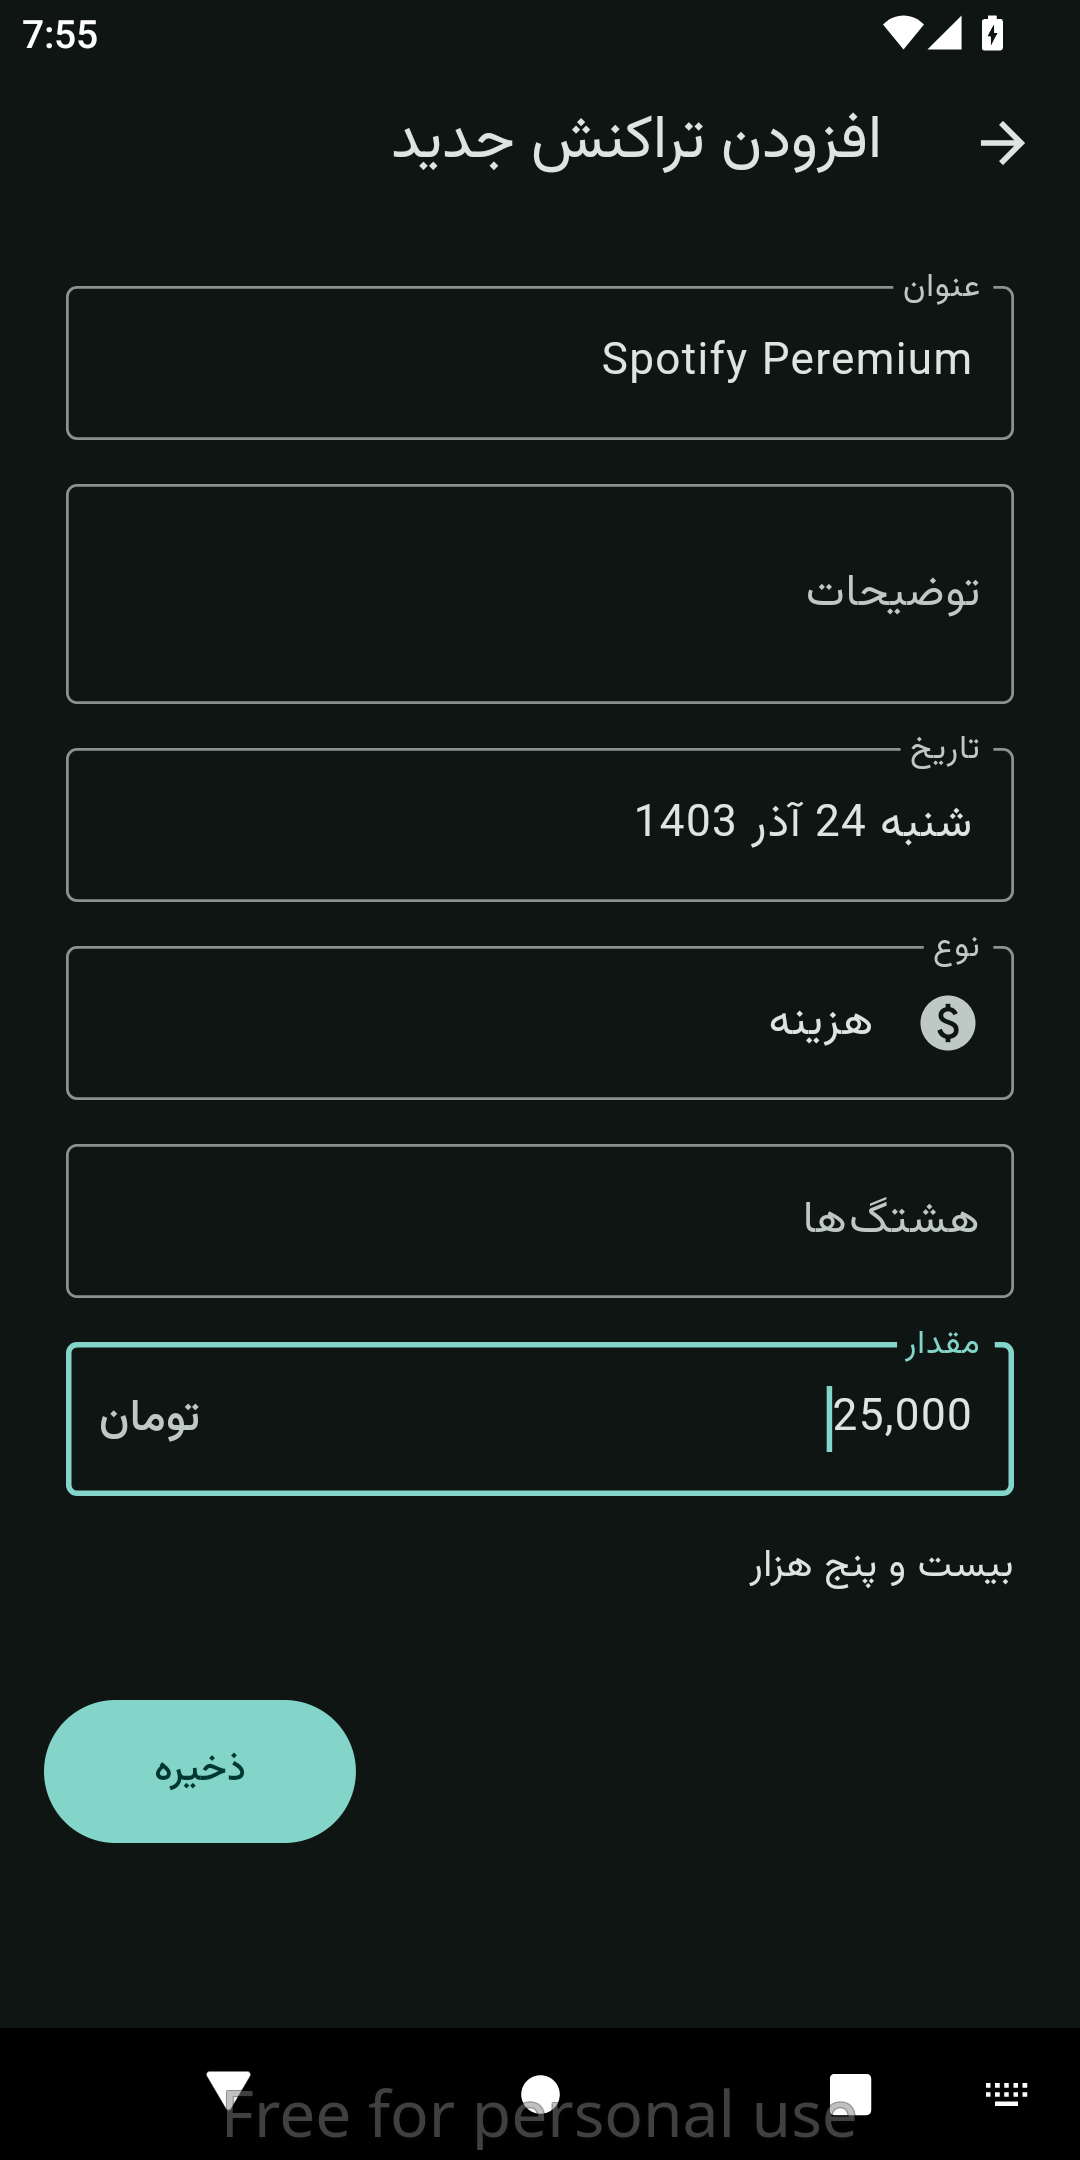 7:55
افزودن تراکنش جدید
عنوان
Spotify Peremium
توضیحات
تاریخ
شنبه 24 آذر 1403
نوع
هزینه
هشتگ‌ها
مقدار
25,000 تومان
بیست و پنج هزار
ذخیره
Free for personal use